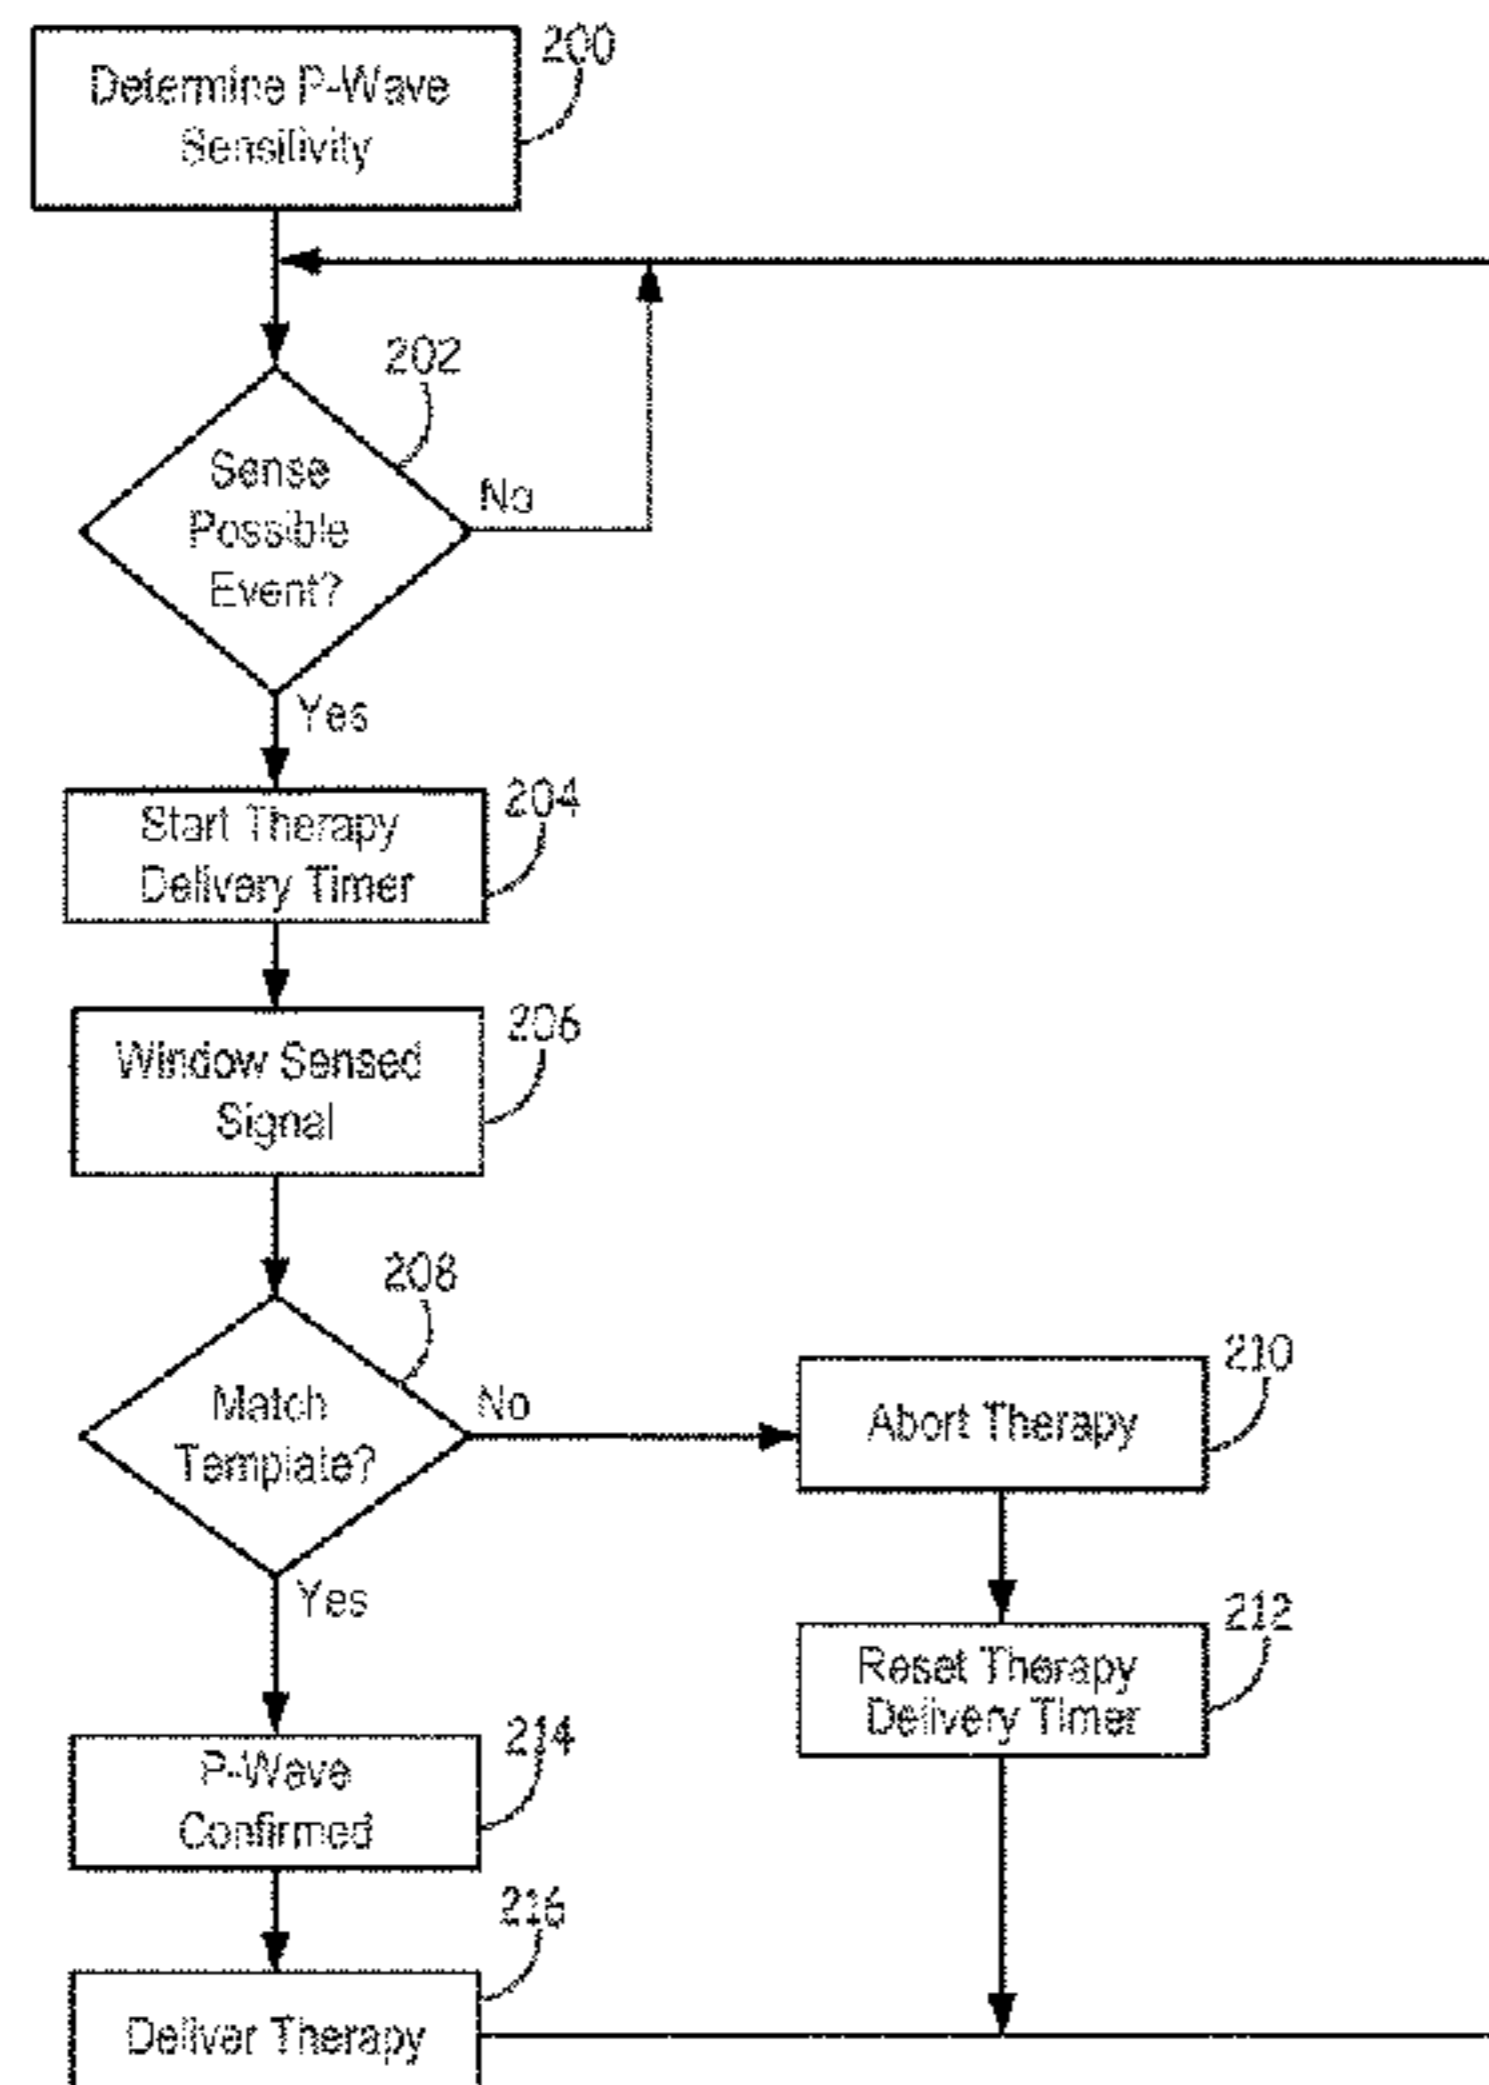 200
Determine P-Wave
Sensitivity
202
Sense
Possible
Event?
No
Yes
204
Start Therapy
Delivery Timer
206
Window Sensed
Signal
208
Match
Template?
No
210
Abort Therapy
Yes
212
Reset Therapy
Delivery Timer
214
P-Wave
Confirmed
216
Deliver Therapy